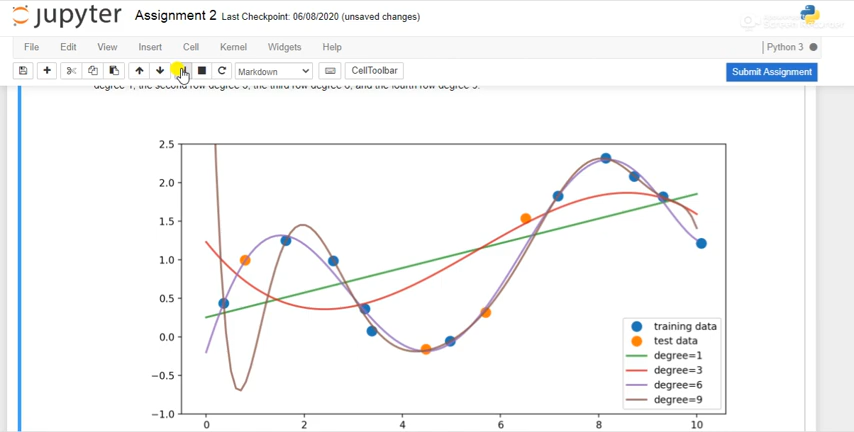 jupyter Assignment 2 Last Checkpoint: 06/08/2020 (unsaved changes)
File Edit View Insert Cell Kernel Widgets Help Python 3
Markdown CellToolbar Submit Assignment
2.5
2.0
1.5
1.0
0.5
0.0
−0.5
−1.0
training data
test data
degree=1
degree=3
degree=6
degree=9
0 2 4 6 8 10